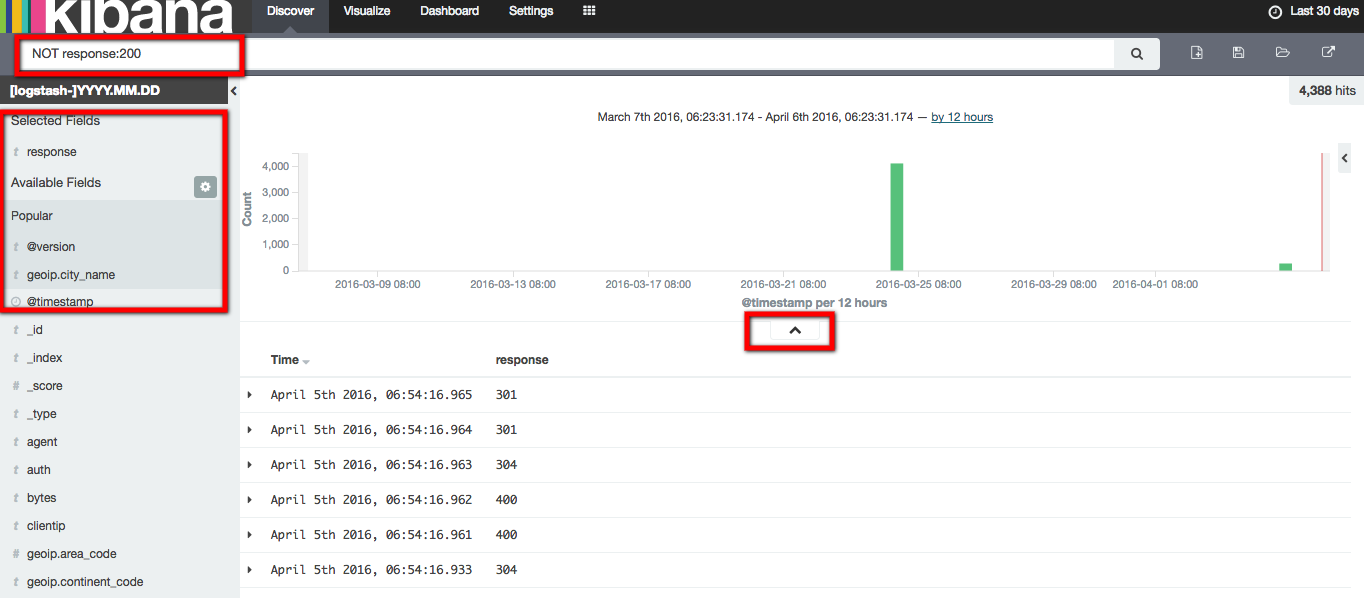 kibana
Discover
Visualize
Dashboard
Settings
Last 30 days
NOT response:200
[logstash-]YYYY.MM.DD
4,388 hits
Selected Fields
t response
Available Fields
Popular
t @version
t geoip.city_name
@timestamp
t _id
t _index
# _score
t _type
t agent
t auth
t bytes
t clientip
# geoip.area_code
t geoip.continent_code
March 7th 2016, 06:23:31.174 - April 6th 2016, 06:23:31.174 — by 12 hours
Count
4,000
3,000
2,000
1,000
0
2016-03-09 08:00
2016-03-13 08:00
2016-03-17 08:00
2016-03-21 08:00
2016-03-25 08:00
2016-03-29 08:00
2016-04-01 08:00
@timestamp per 12 hours
Time response
April 5th 2016, 06:54:16.965 301
April 5th 2016, 06:54:16.964 301
April 5th 2016, 06:54:16.963 304
April 5th 2016, 06:54:16.962 400
April 5th 2016, 06:54:16.961 400
April 5th 2016, 06:54:16.933 304